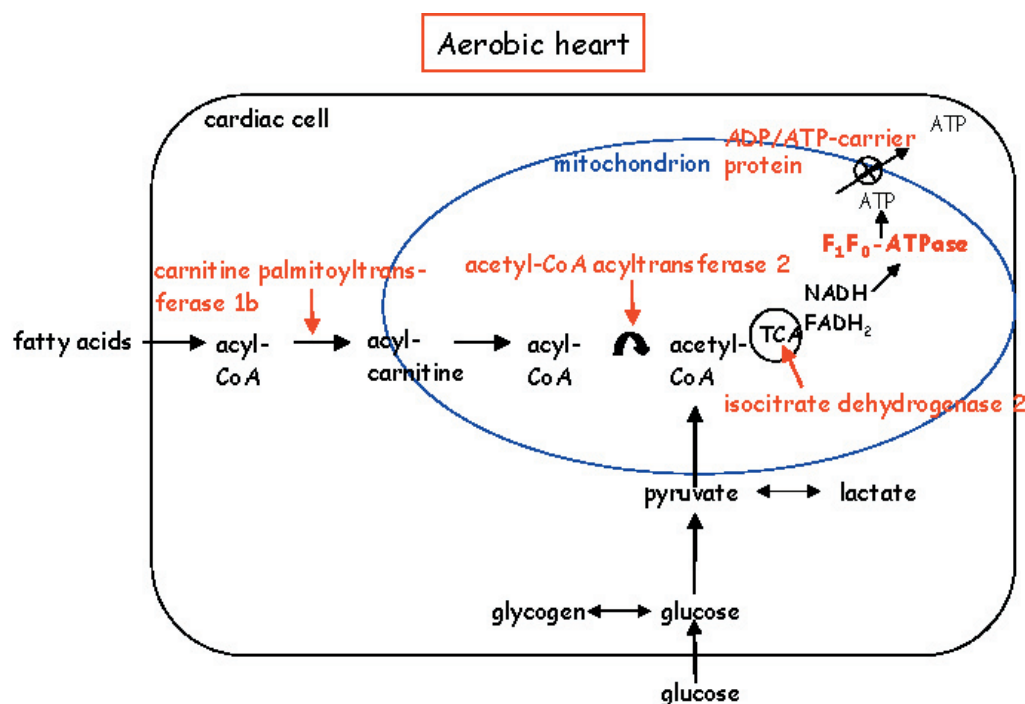 Aerobic heart
cardiac cell
ATP
ADP/ATP-carrier
protein
mitochondrion
ATP
F₁F₀-ATPase
carnitine palmitoyltrans-
ferase 1b
acetyl-CoA acyltransferase 2
NADH
FADH₂
TCA
fatty acids
acyl-
CoA
acyl-
carnitine
acyl-
CoA
acetyl-
CoA
isocitrate dehydrogenase 2
pyruvate
lactate
glycogen
glucose
glucose